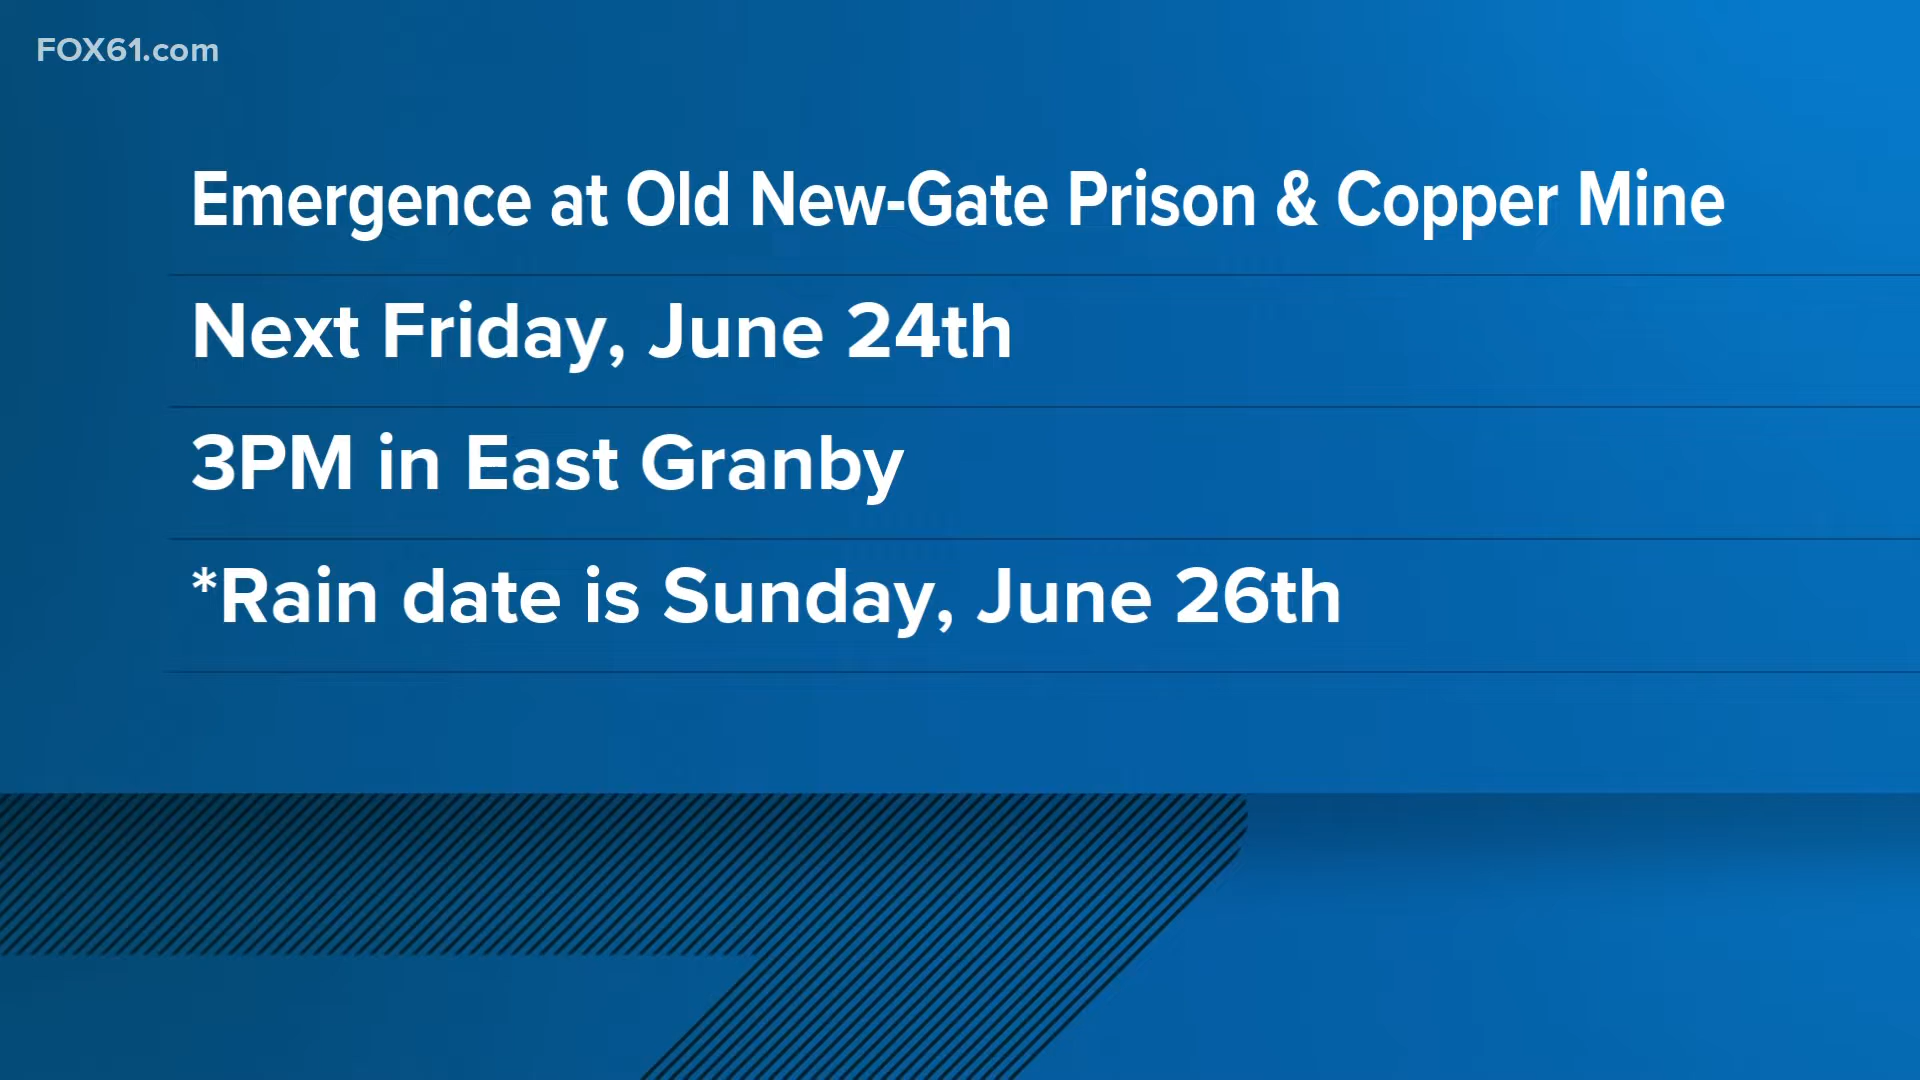 FOX61.com
Emergence at Old New-Gate Prison & Copper Mine
Next Friday, June 24th
3PM in East Granby
*Rain date is Sunday, June 26th